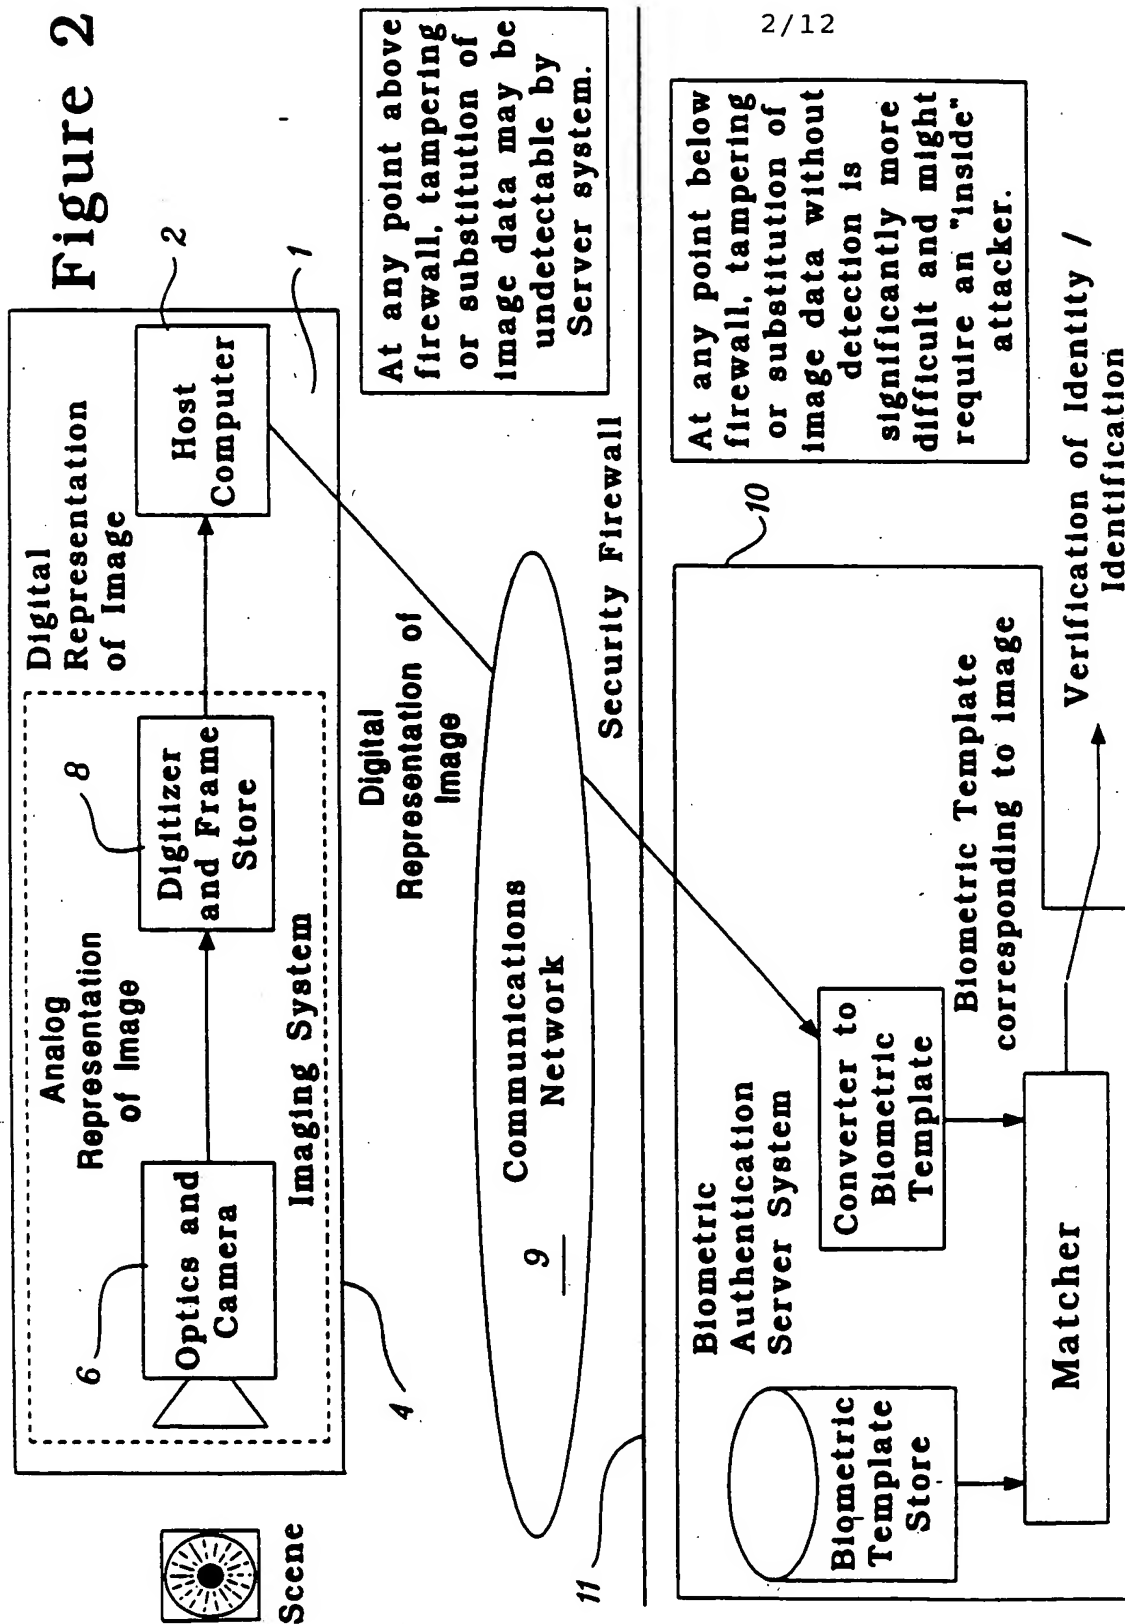 2/12
Figure 2
Digital
Representation
of Image
2
1
Host
Computer
8
Digitizer
and Frame
Store
Analog
Representation
of Image
6
Optics and
Camera
Imaging System
4
Scene
At any point above
firewall, tampering
or substitution of
image data may be
undetectable by
Server system.
Digital
Representation of
Image
Communications
Network
9
Security Firewall
11
At any point below
firewall, tampering
or substitution of
image data without
detection is
significantly more
difficult and might
require an "inside"
attacker.
10
Biometric
Authentication
Server System
Converter to
Biometric
Template
Biometric Template
corresponding to image
Biometric
Template
Store
Matcher
Verification of Identity /
Identification